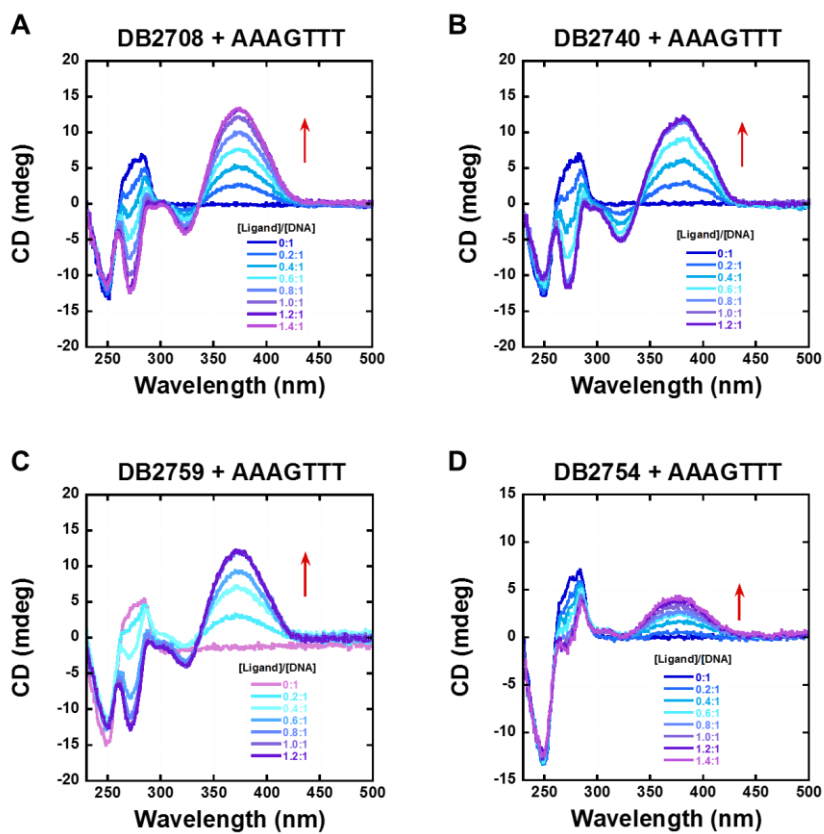 A
DB2708 + AAAGTTT
CD (mdeg)
20
15
10
5
0
-5
-10
-15
-20
[Ligand]/[DNA]
0:1
0.2:1
0.4:1
0.6:1
0.8:1
1.0:1
1.2:1
1.4:1
250 300 350 400 450 500
Wavelength (nm)
B
DB2740 + AAAGTTT
CD (mdeg)
20
15
10
5
0
-5
-10
-15
-20
[Ligand]/[DNA]
0:1
0.2:1
0.4:1
0.6:1
0.8:1
1.0:1
1.2:1
250 300 350 400 450 500
Wavelength (nm)
C
DB2759 + AAAGTTT
CD (mdeg)
20
15
10
5
0
-5
-10
-15
-20
[Ligand]/[DNA]
0:1
0.2:1
0.4:1
0.6:1
0.8:1
1.0:1
1.2:1
250 300 350 400 450 500
Wavelength (nm)
D
DB2754 + AAAGTTT
CD (mdeg)
15
10
5
0
-5
-10
-15
[Ligand]/[DNA]
0:1
0.2:1
0.4:1
0.6:1
0.8:1
1.0:1
1.2:1
1.4:1
250 300 350 400 450 500
Wavelength (nm)